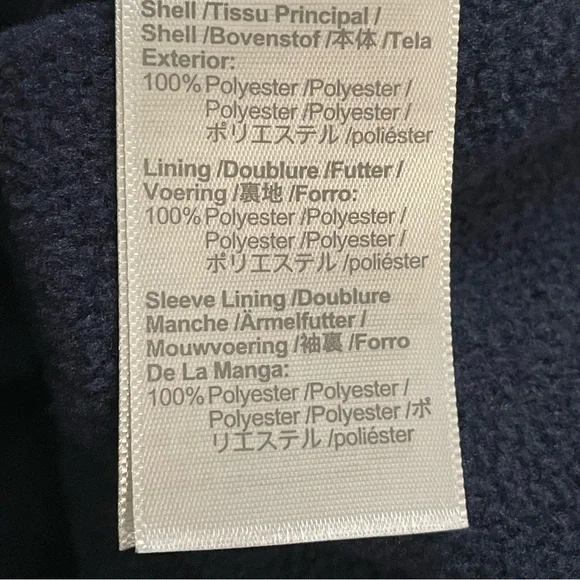 Shell /Tissu Principal /
Shell /Bovenstof /本体 /Tela
Exterior:
100% Polyester /Polyester /
Polyester /Polyester /
ポリエステル /poliéster
Lining /Doublure /Futter /
Voering /裏地 /Forro:
100% Polyester /Polyester /
Polyester /Polyester /
ポリエステル /poliéster
Sleeve Lining /Doublure
Manche /Ärmelfutter /
Mouwvoering /袖裏 /Forro
De La Manga:
100% Polyester /Polyester /
Polyester /Polyester /ポ
リエステル /poliéster